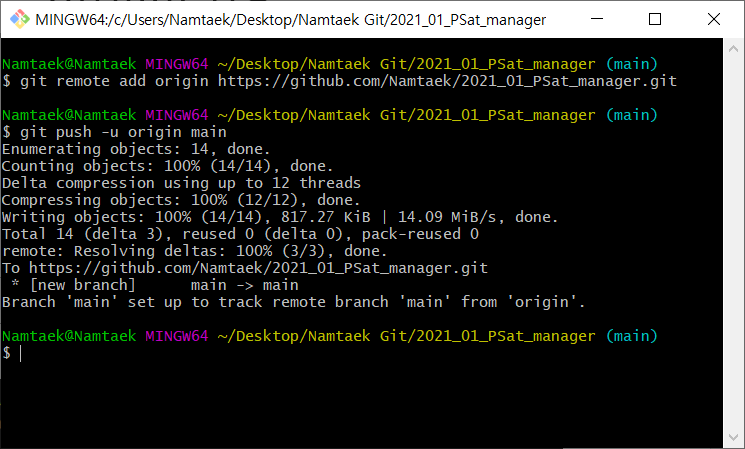 MINGW64:/c/Users/Namtaek/Desktop/Namtaek Git/2021_01_PSat_manager
Namtaek@Namtaek MINGW64 ~/Desktop/Namtaek Git/2021_01_PSat_manager (main)
$ git remote add origin https://github.com/Namtaek/2021_01_PSat_manager.git
Namtaek@Namtaek MINGW64 ~/Desktop/Namtaek Git/2021_01_PSat_manager (main)
$ git push -u origin main
Enumerating objects: 14, done.
Counting objects: 100% (14/14), done.
Delta compression using up to 12 threads
Compressing objects: 100% (12/12), done.
Writing objects: 100% (14/14), 817.27 KiB | 14.09 MiB/s, done.
Total 14 (delta 3), reused 0 (delta 0), pack-reused 0
remote: Resolving deltas: 100% (3/3), done.
To https://github.com/Namtaek/2021_01_PSat_manager.git
 * [new branch]      main -> main
Branch 'main' set up to track remote branch 'main' from 'origin'.
Namtaek@Namtaek MINGW64 ~/Desktop/Namtaek Git/2021_01_PSat_manager (main)
$